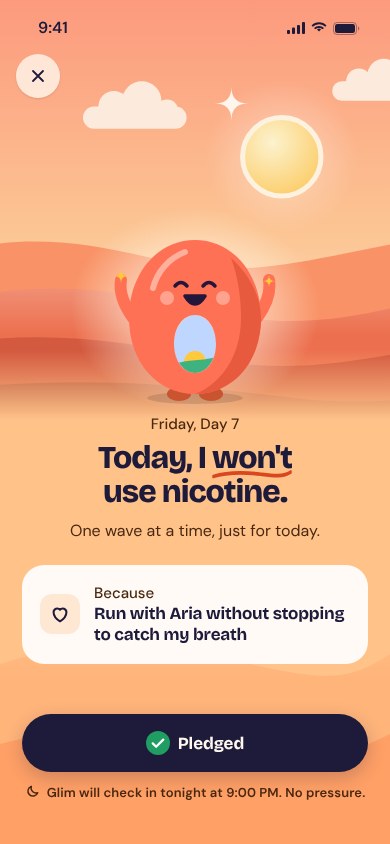 9:41
Friday, Day 7
Today, I won't
use nicotine.
One wave at a time, just for today.
Because
Run with Aria without stopping
to catch my breath
Pledged
Glim will check in tonight at 9:00 PM. No pressure.